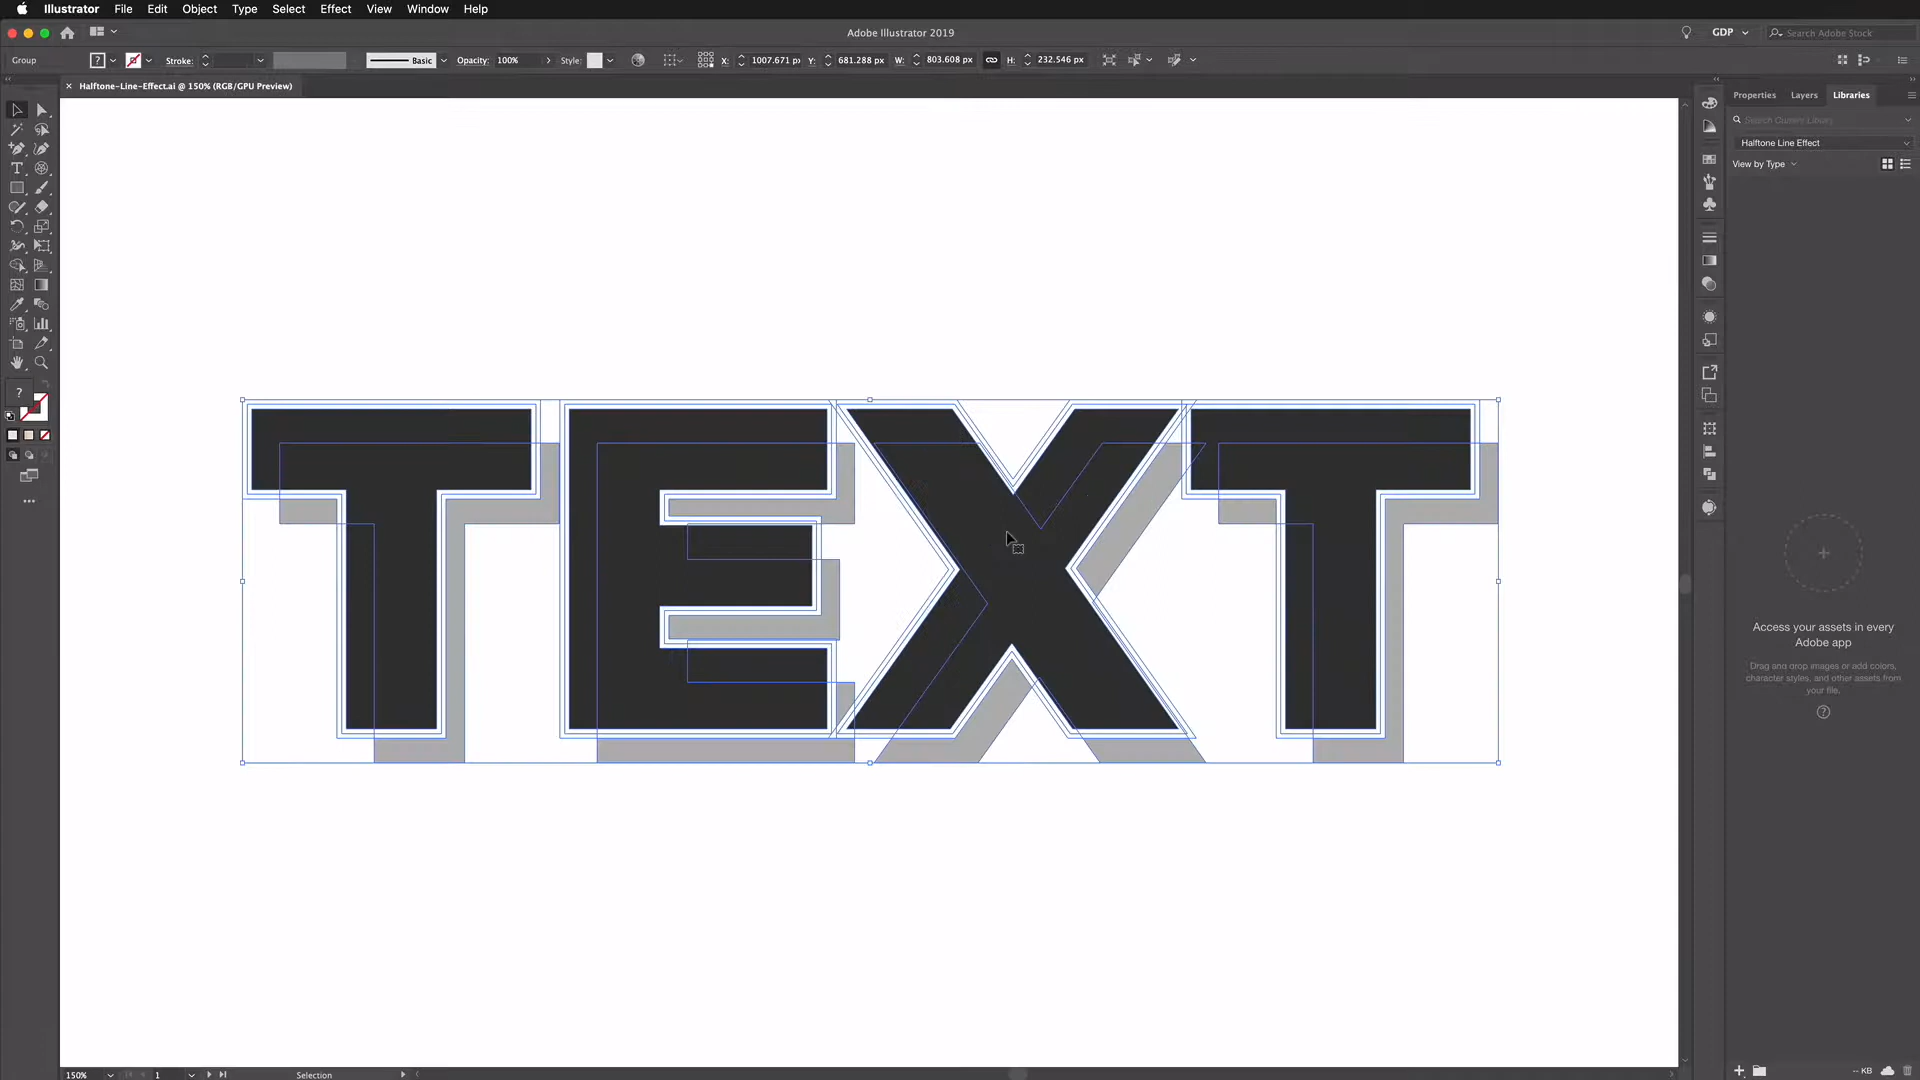 Illustrator File Edit Object Type Select Effect View Window Help
Adobe Illustrator 2019
GDP
Search Adobe Stock
Group
?
Stroke:
Basic
Opacity: 100%
Style:
X: 1007.671 px
Y: 681.288 px
W: 803.608 px
H: 232.546 px
× Halftone-Line-Effect.ai @ 150% (RGB/GPU Preview)
Properties Layers Libraries
Search Current Library
Halftone Line Effect
View by Type
?
TEXT
+
Access your assets in every
Adobe app
Drag and drop images or add colors,
character styles, and other assets from
your file.
?
150%
1
Selection
-- KB